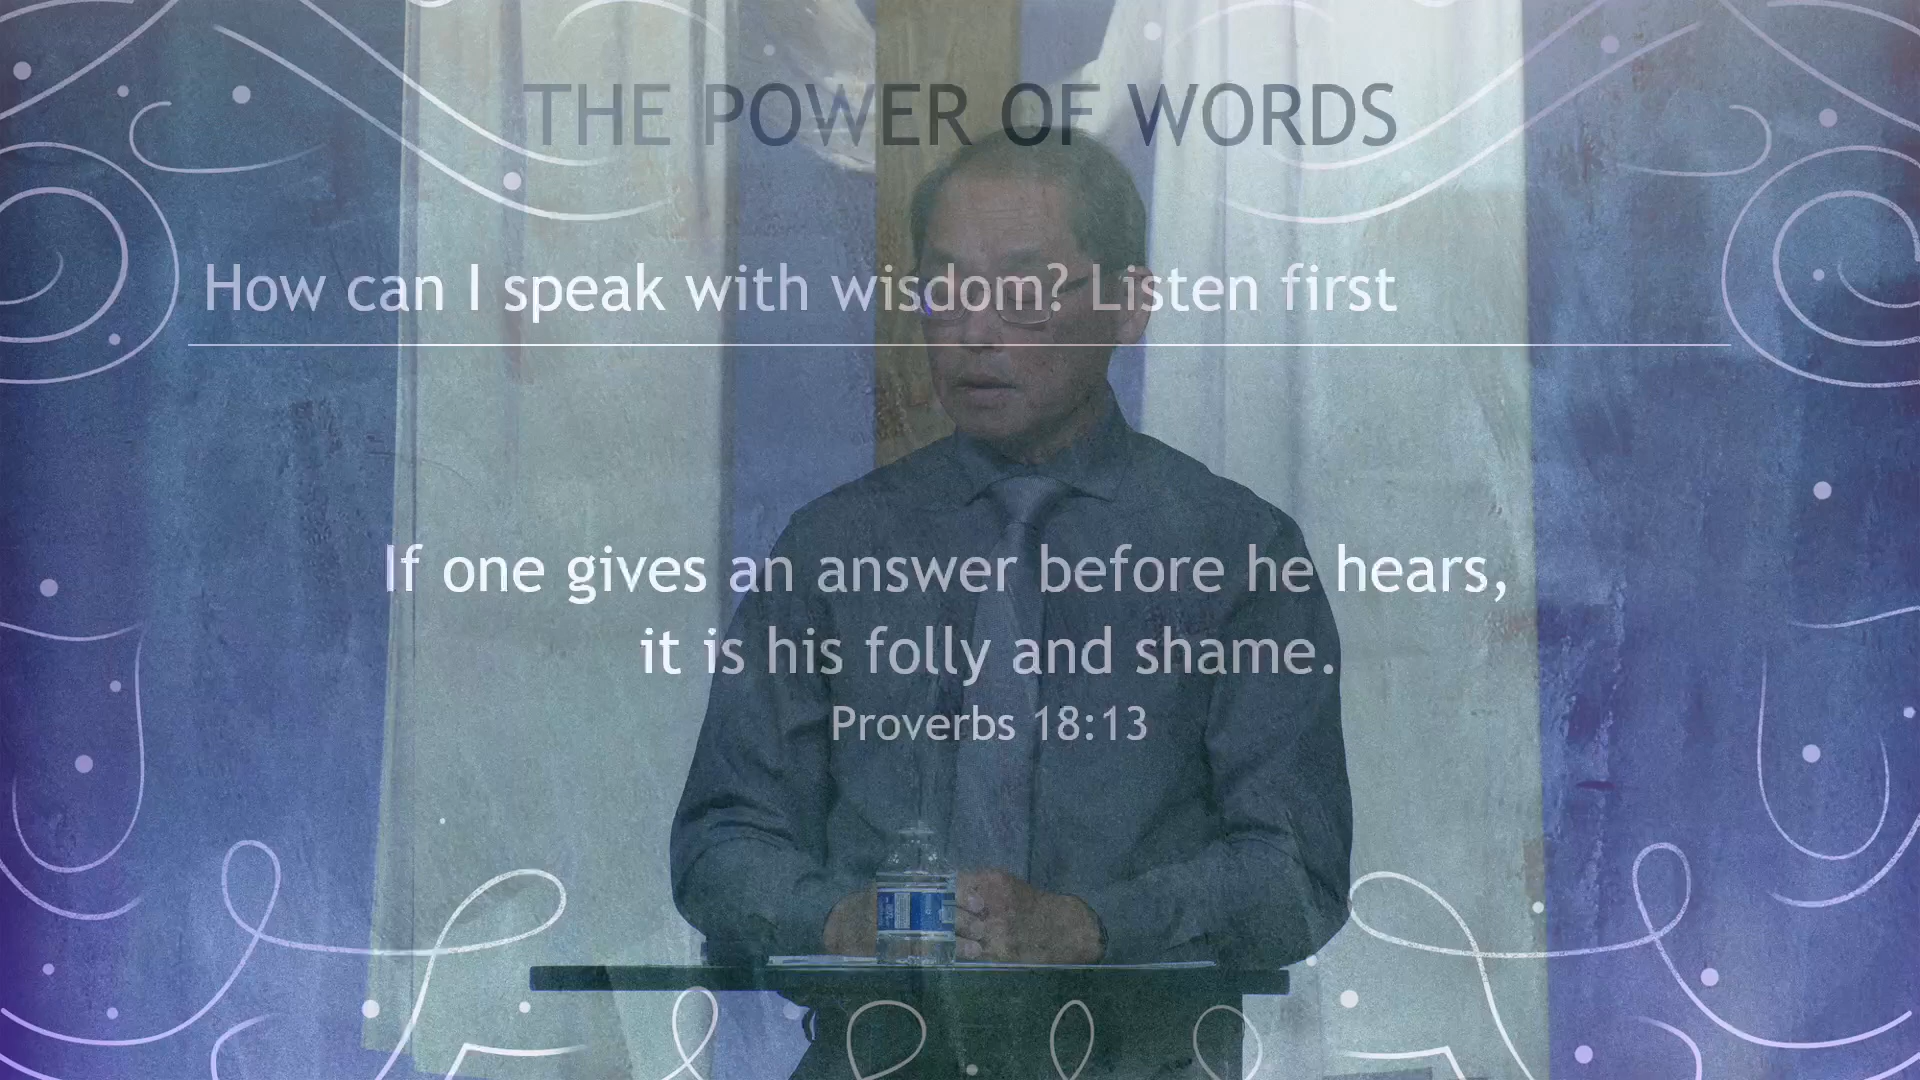 THE POWER OF WORDS
How can I speak with wisdom? Listen first
If one gives an answer before he hears,
it is his folly and shame.
Proverbs 18:13